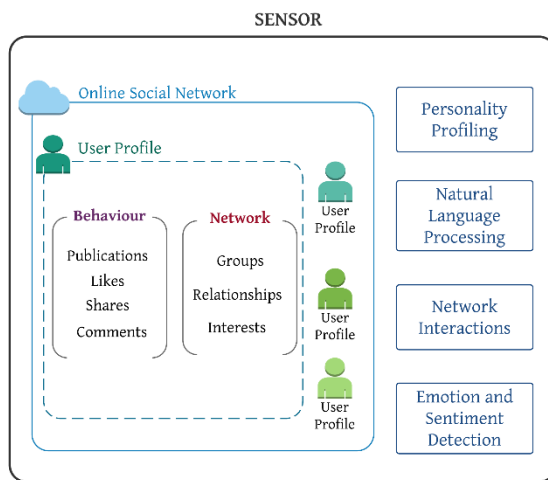 SENSOR
Online Social Network
User Profile
Behaviour
Publications
Likes
Shares
Comments
Network
Groups
Relationships
Interests
User
Profile
User
Profile
User
Profile
Personality
Profiling
Natural
Language
Processing
Network
Interactions
Emotion and
Sentiment
Detection